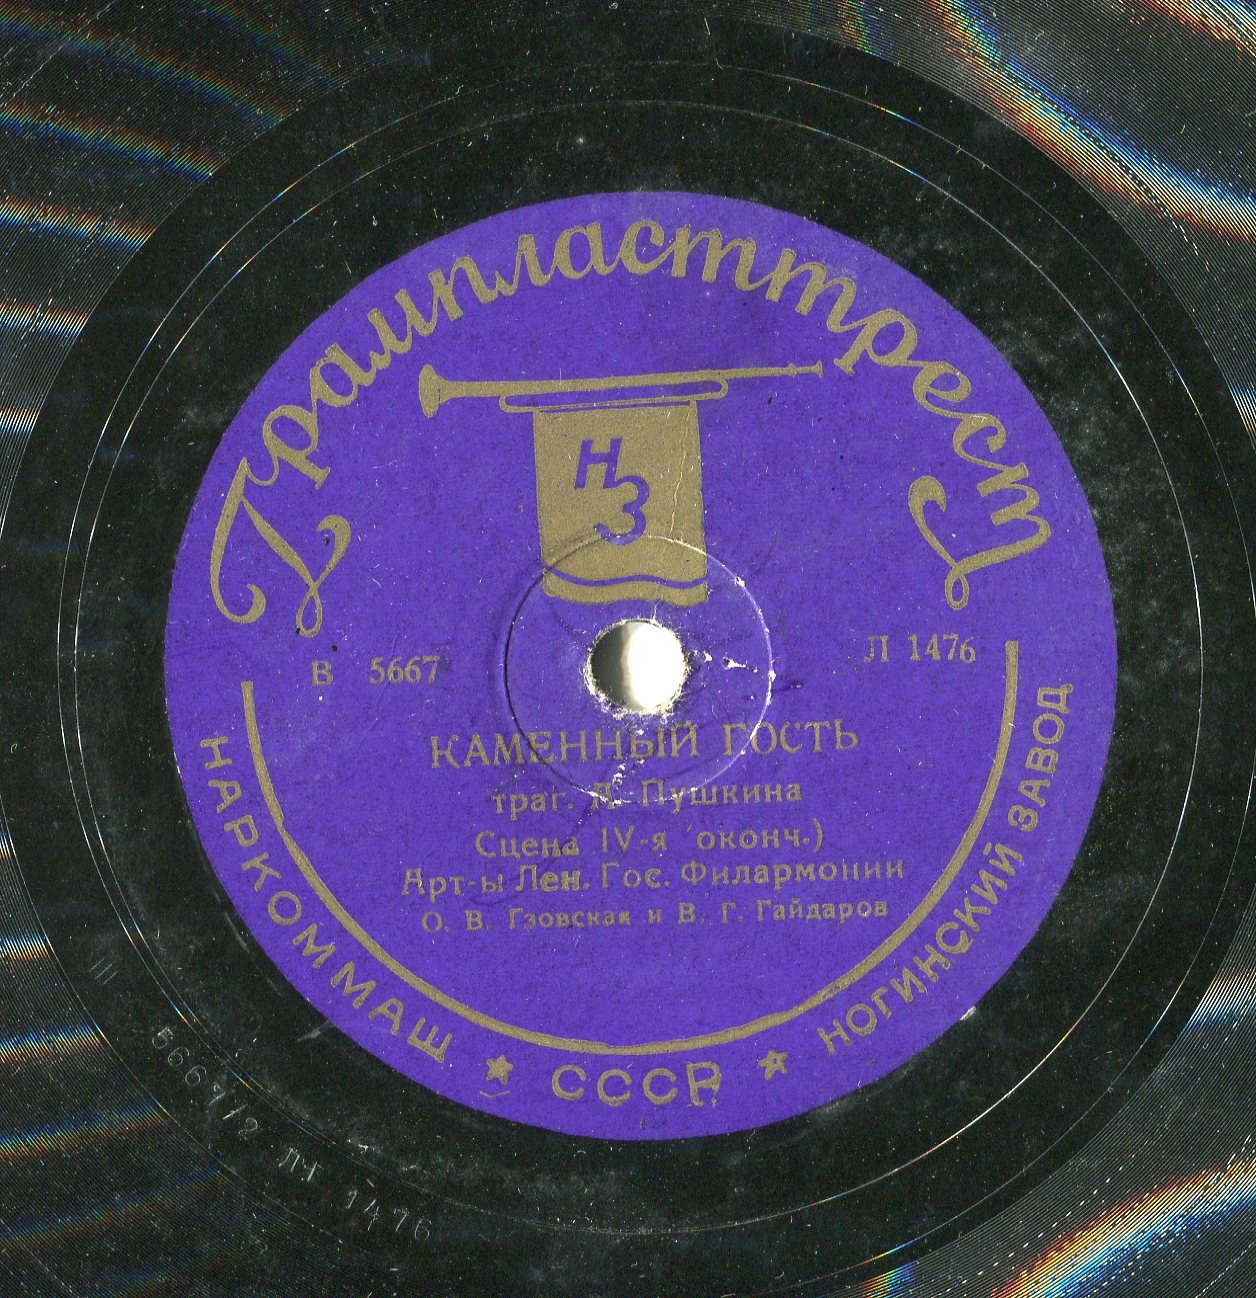 Грампласттрест
Н
З
В 5667
Л 1476
КАМЕННЫЙ ГОСТЬ
траг. А. Пушкина
Сцена IV-я (оконч.)
Арт-ы Лен. Гос. Филармонии
О. В. Гзовская и В. Г. Гайдаров
НАРКОММАШ ★ СССР ★ НОГИНСКИЙ ЗАВОД
1476